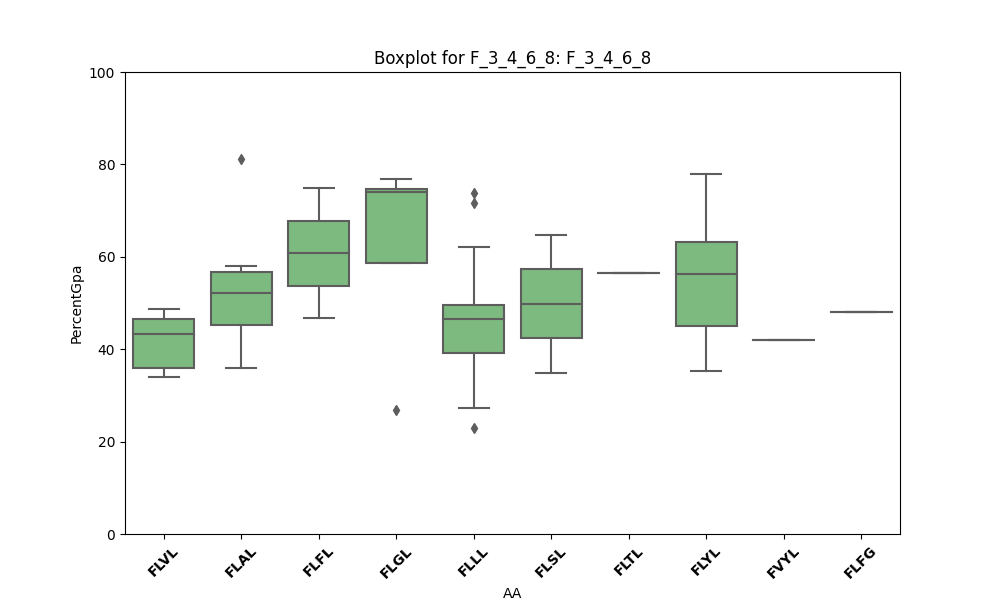 Boxplot for F_3_4_6_8: F_3_4_6_8
100
80
60
40
20
0
PercentGpa
FLVL FLAL FLFL FLGL FLLL FLSL FLTL FLYL FVYL FLFG
AA